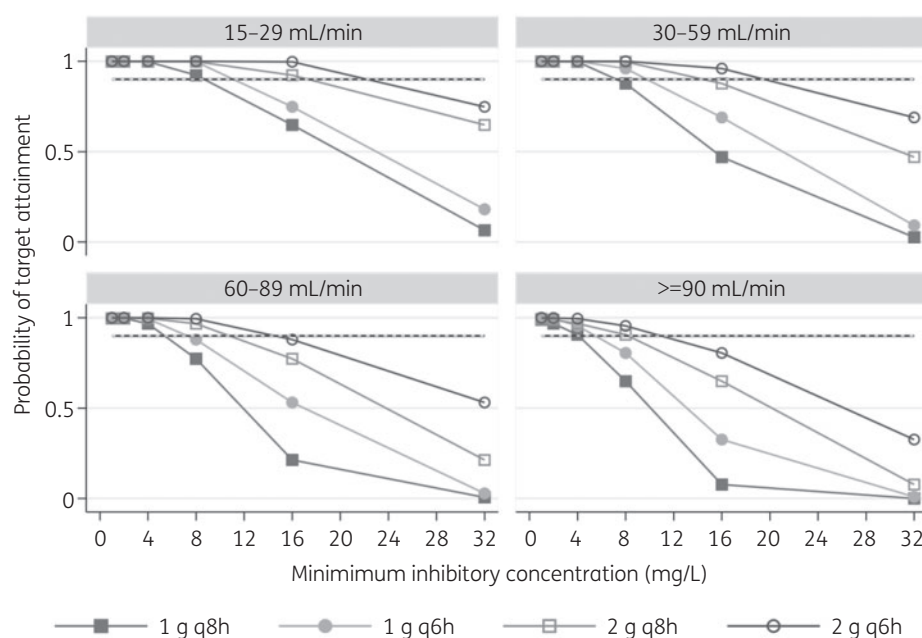 15–29 mL/min
30–59 mL/min
1
0.5
0
1
0.5
0
60–89 mL/min
>=90 mL/min
Probability of target attainment
0 4 8 12 16 20 24 28 32
0 4 8 12 16 20 24 28 32
Minimimum inhibitory concentration (mg/L)
1 g q8h 1 g q6h 2 g q8h 2 g q6h